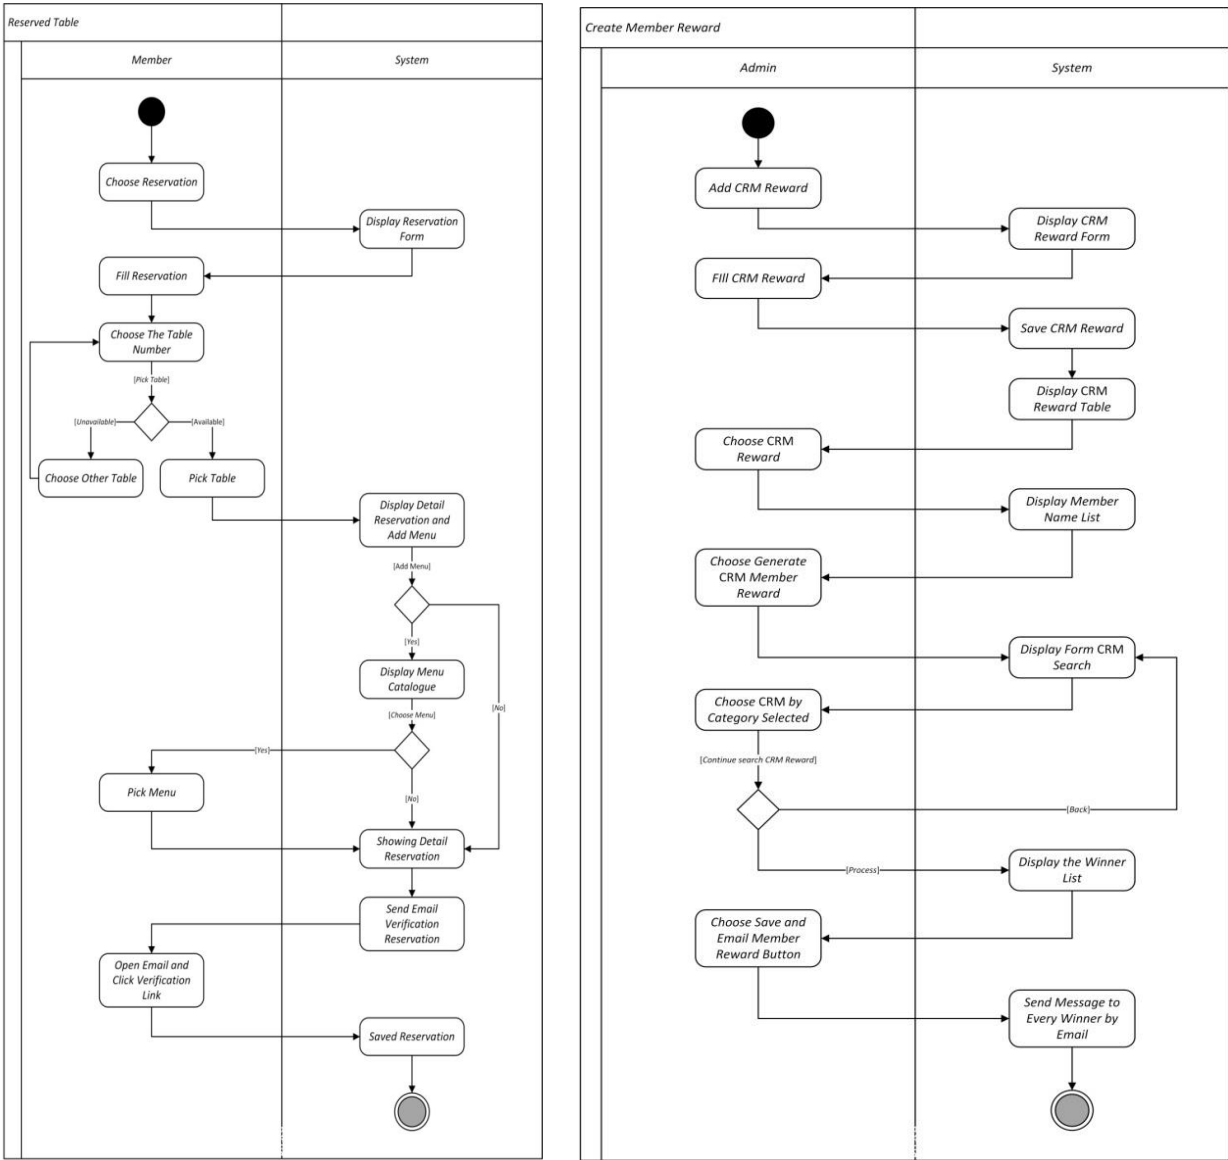 Reserved Table
Member
System
Choose Reservation
Display Reservation
Form
Fill Reservation
Choose The Table
Number
[Pick Table]
[Unavailable]
[Available]
Choose Other Table
Pick Table
Display Detail
Reservation and
Add Menu
[Add Menu]
[Yes]
Display Menu
Catalogue
[No]
[Choose Menu]
[Yes]
Pick Menu
[No]
Showing Detail
Reservation
Send Email
Verification
Reservation
Open Email and
Click Verification
Link
Saved Reservation
Create Member Reward
Admin
System
Add CRM Reward
Display CRM
Reward Form
FIll CRM Reward
Save CRM Reward
Display CRM
Reward Table
Choose CRM
Reward
Display Member
Name List
Choose Generate
CRM Member
Reward
Display Form CRM
Search
Choose CRM by
Category Selected
[Continue search CRM Reward]
[Back]
[Process]
Display the Winner
List
Choose Save and
Email Member
Reward Button
Send Message to
Every Winner by
Email